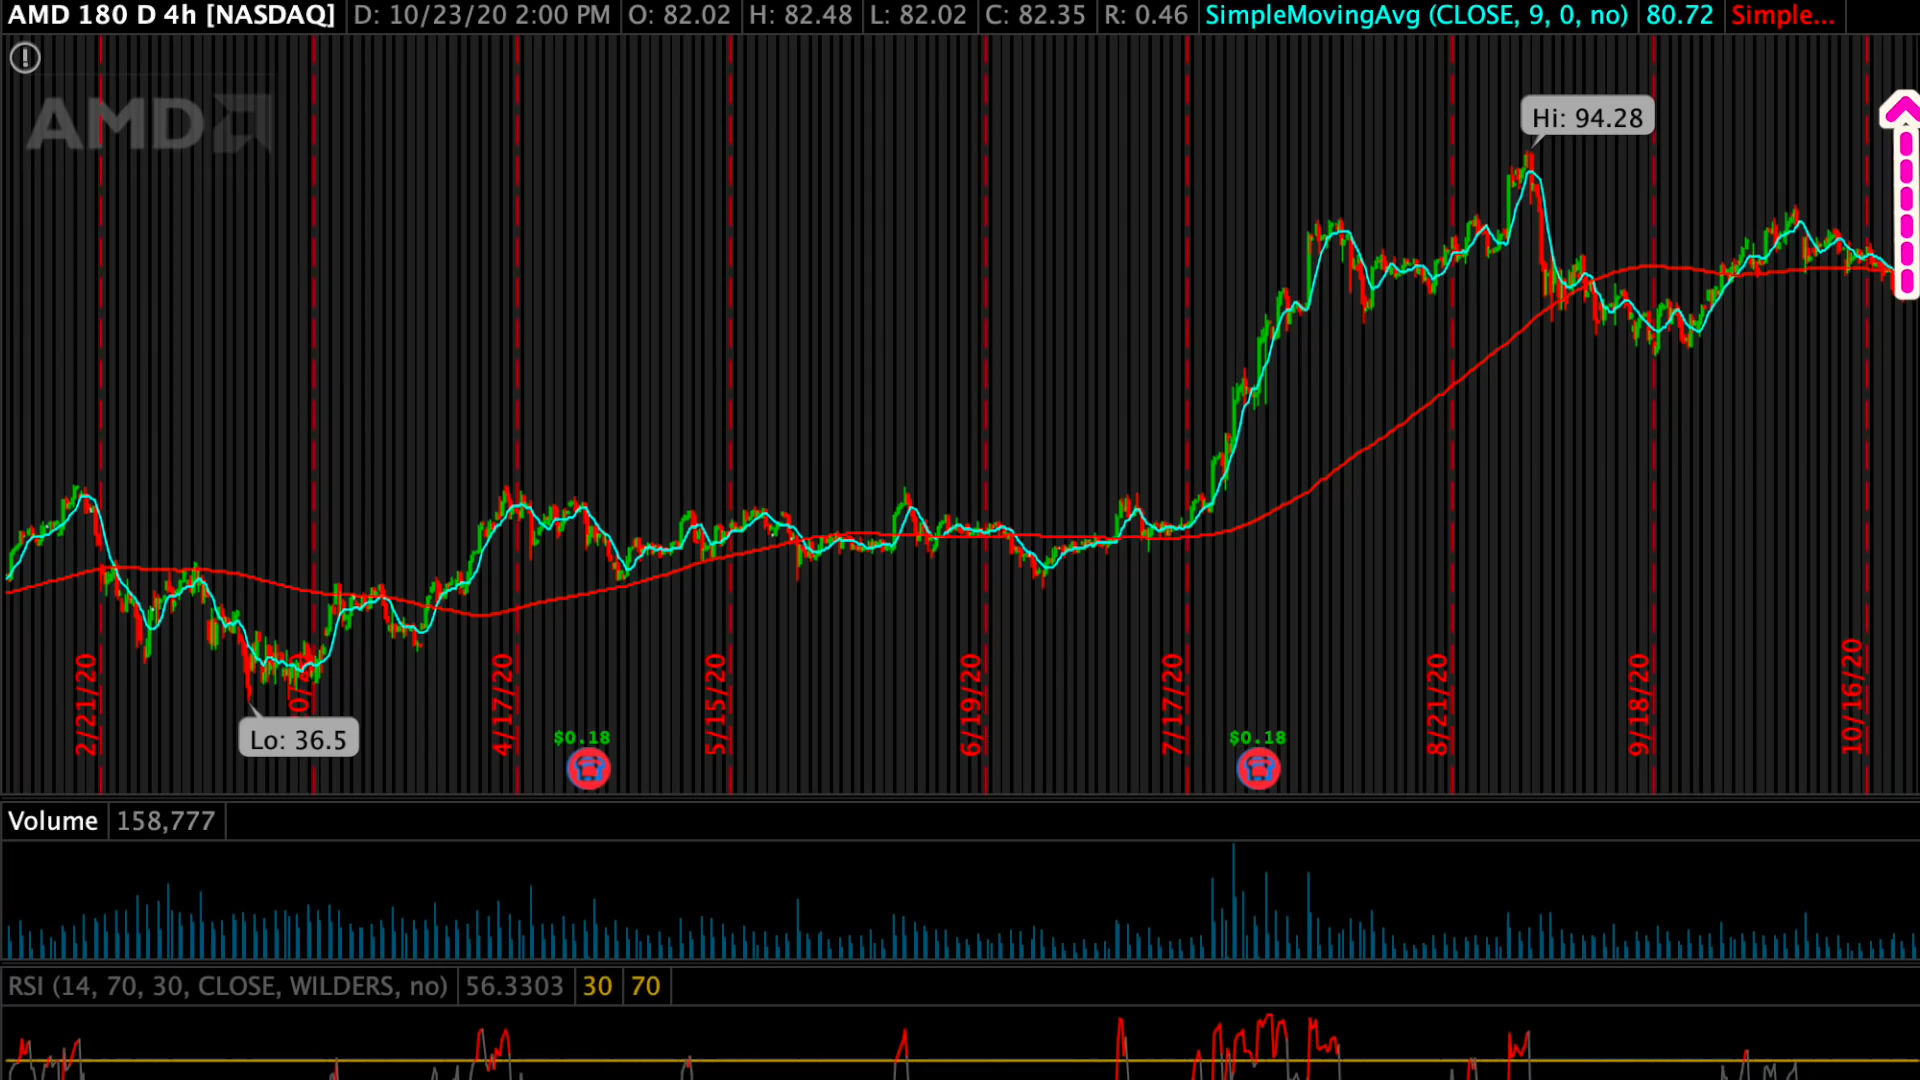 AMD 180 D 4h [NASDAQ] D: 10/23/20 2:00 PM O: 82.02 H: 82.48 L: 82.02 C: 82.35 R: 0.46 SimpleMovingAvg (CLOSE, 9, 0, no) 80.72 Simple...
AMD
Hi: 94.28
Lo: 36.5
2/21/20
4/17/20
5/15/20
6/19/20
7/17/20
8/21/20
9/18/20
10/16/20
$0.18
$0.18
Volume 158,777
RSI (14, 70, 30, CLOSE, WILDERS, no) 56.3303 30 70